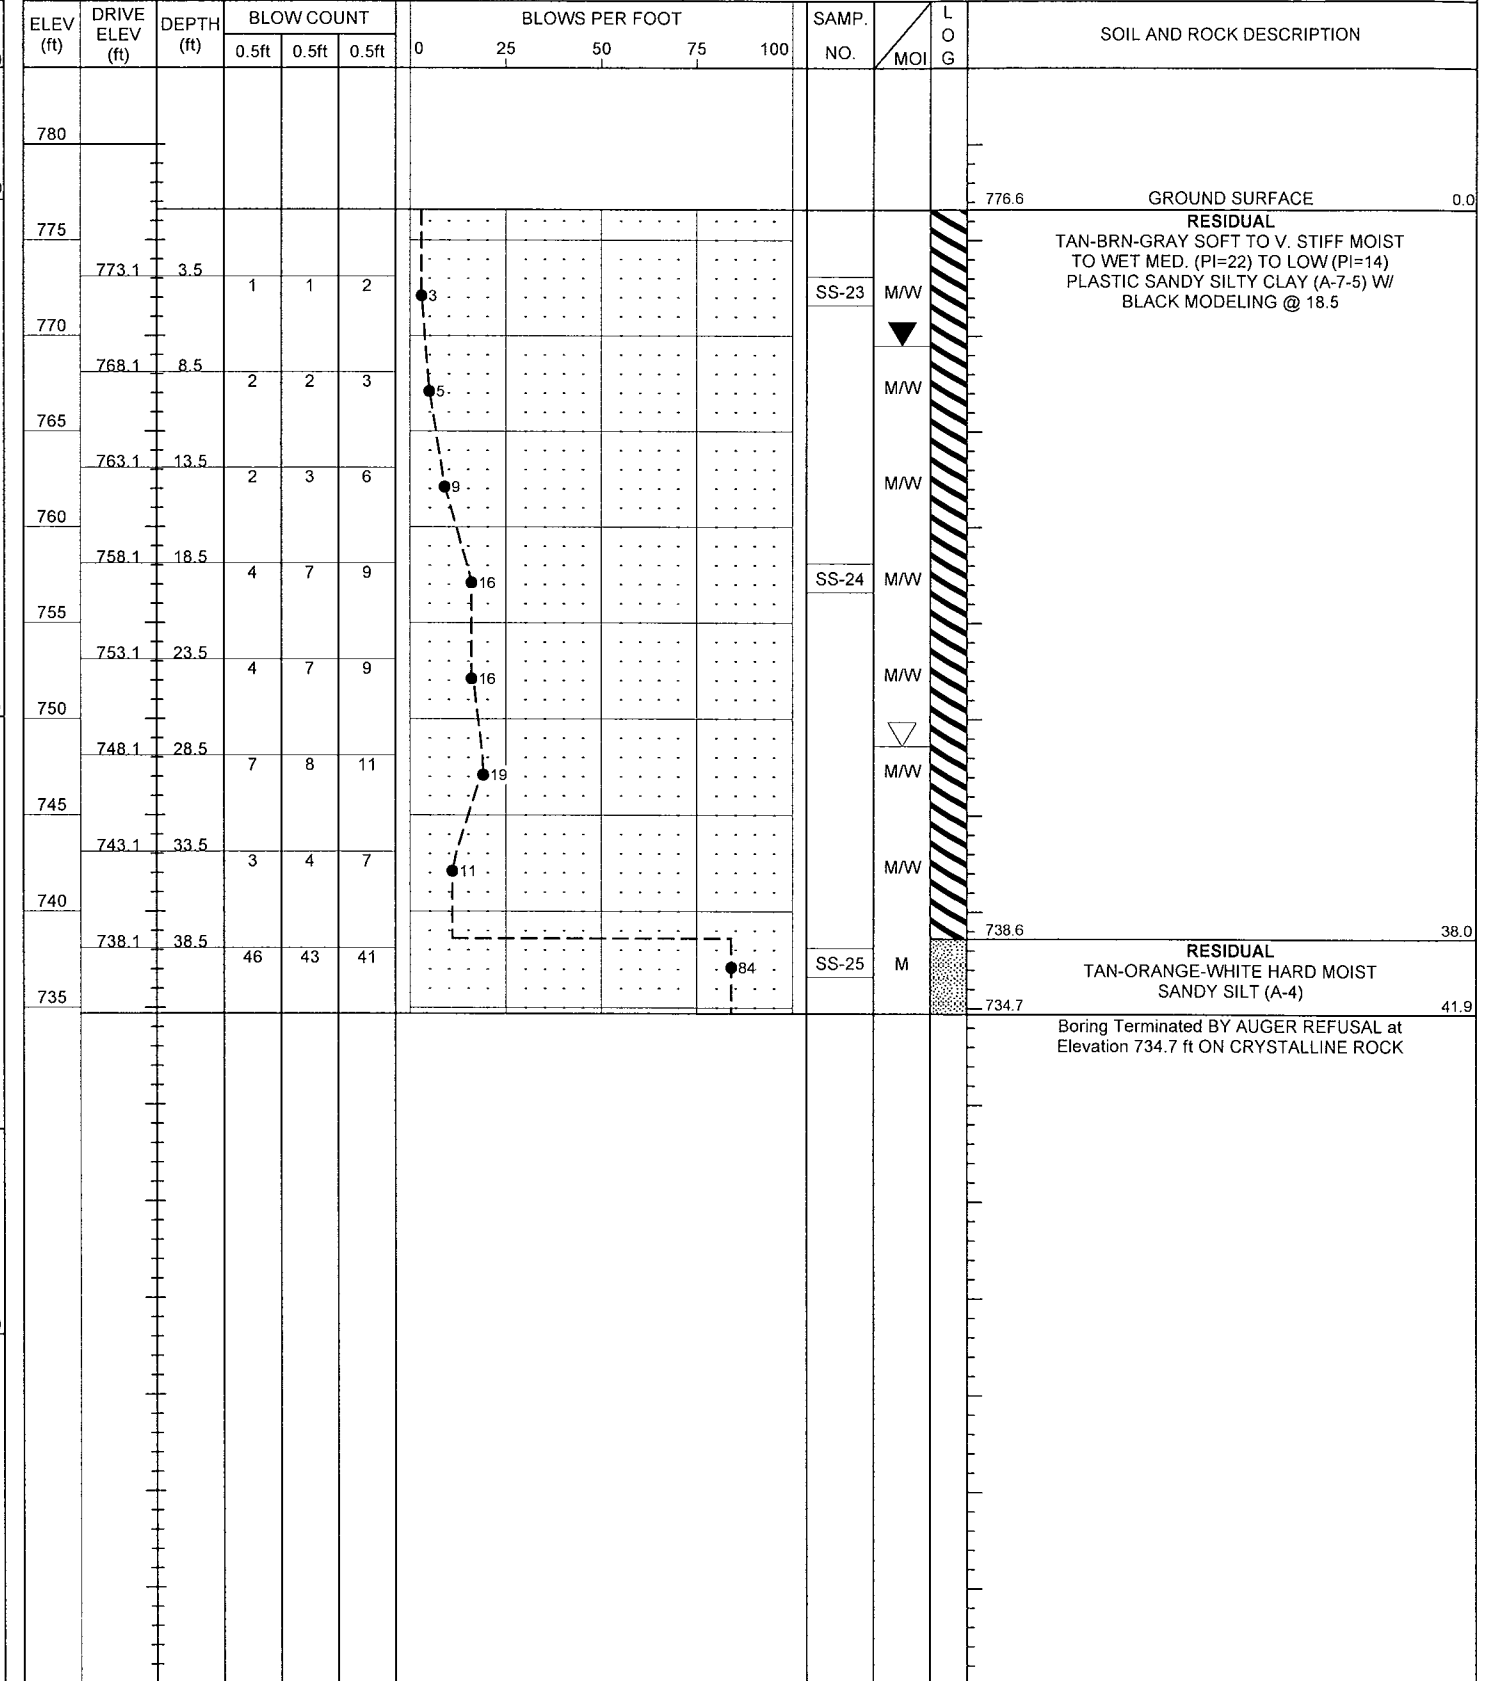 ELEV (ft) DRIVE ELEV (ft) DEPTH (ft) BLOW COUNT BLOWS PER FOOT SAMP. NO. MOI LOG SOIL AND ROCK DESCRIPTION
0.5ft 0.5ft 0.5ft 0 25 50 75 100
780
776.6 GROUND SURFACE 0.0
RESIDUAL
775
TAN-BRN-GRAY SOFT TO V. STIFF MOIST
TO WET MED. (PI=22) TO LOW (PI=14)
773.1 3.5
PLASTIC SANDY SILTY CLAY (A-7-5) W/
1 1 2 3 SS-23 M/W
BLACK MODELING @ 18.5
770
768.1 8.5
2 2 3 5 M/W
765
763.1 13.5
2 3 6 9 M/W
760
758.1 18.5
4 7 9 16 SS-24 M/W
755
753.1 23.5
4 7 9 16 M/W
750
748.1 28.5
7 8 11 19 M/W
745
743.1 33.5
3 4 7 11 M/W
740
738.6 38.0
738.1 38.5
RESIDUAL
46 43 41 84 SS-25 M
TAN-ORANGE-WHITE HARD MOIST
SANDY SILT (A-4)
735
734.7 41.9
Boring Terminated BY AUGER REFUSAL at
Elevation 734.7 ft ON CRYSTALLINE ROCK